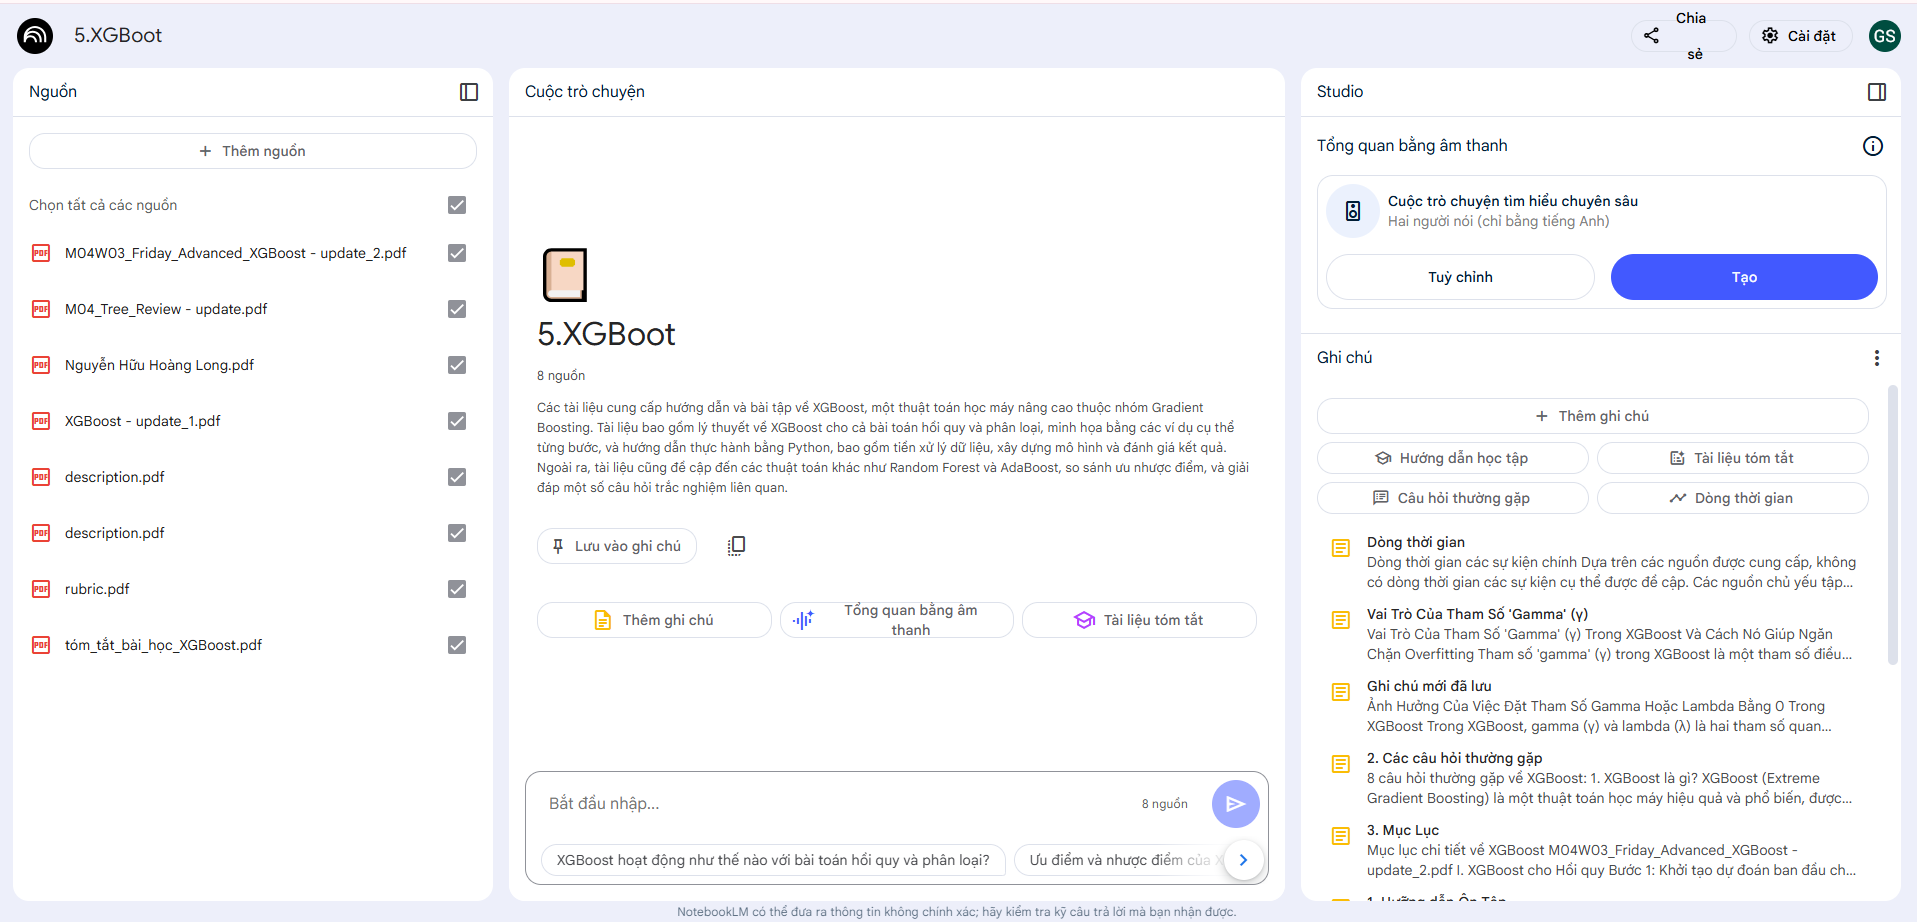 5.XGBoot
Chia
sẻ
Cài đặt
GS
Nguồn
Thêm nguồn
Chọn tất cả các nguồn
PDF M04W03_Friday_Advanced_XGBoost - update_2.pdf
PDF M04_Tree_Review - update.pdf
PDF Nguyễn Hữu Hoàng Long.pdf
PDF XGBoost - update_1.pdf
PDF description.pdf
PDF description.pdf
PDF rubric.pdf
PDF tóm_tắt_bài_học_XGBoost.pdf
Cuộc trò chuyện
5.XGBoot
8 nguồn
Các tài liệu cung cấp hướng dẫn và bài tập về XGBoost, một thuật toán học máy nâng cao thuộc nhóm Gradient
Boosting. Tài liệu bao gồm lý thuyết về XGBoost cho cả bài toán hồi quy và phân loại, minh họa bằng các ví dụ cụ thể
từng bước, và hướng dẫn thực hành bằng Python, bao gồm tiền xử lý dữ liệu, xây dựng mô hình và đánh giá kết quả.
Ngoài ra, tài liệu cũng đề cập đến các thuật toán khác như Random Forest và AdaBoost, so sánh ưu nhược điểm, và giải
đáp một số câu hỏi trắc nghiệm liên quan.
Lưu vào ghi chú
Thêm ghi chú
Tổng quan bằng âm
thanh
Tài liệu tóm tắt
Bắt đầu nhập...
8 nguồn
XGBoost hoạt động như thế nào với bài toán hồi quy và phân loại?
Ưu điểm và nhược điểm của X
Studio
Tổng quan bằng âm thanh
Cuộc trò chuyện tìm hiểu chuyên sâu
Hai người nói (chỉ bằng tiếng Anh)
Tuỳ chỉnh
Tạo
Ghi chú
Thêm ghi chú
Hướng dẫn học tập
Tài liệu tóm tắt
Câu hỏi thường gặp
Dòng thời gian
Dòng thời gian
Dòng thời gian các sự kiện chính Dựa trên các nguồn được cung cấp, không
có dòng thời gian các sự kiện cụ thể được đề cập. Các nguồn chủ yếu tập...
Vai Trò Của Tham Số 'Gamma' (γ)
Vai Trò Của Tham Số 'Gamma' (γ) Trong XGBoost Và Cách Nó Giúp Ngăn
Chặn Overfitting Tham số 'gamma' (γ) trong XGBoost là một tham số điều...
Ghi chú mới đã lưu
Ảnh Hưởng Của Việc Đặt Tham Số Gamma Hoặc Lambda Bằng 0 Trong
XGBoost Trong XGBoost, gamma (γ) và lambda (λ) là hai tham số quan...
2. Các câu hỏi thường gặp
8 câu hỏi thường gặp về XGBoost: 1. XGBoost là gì? XGBoost (Extreme
Gradient Boosting) là một thuật toán học máy hiệu quả và phổ biến, được...
3. Mục Lục
Mục lục chi tiết về XGBoost M04W03_Friday_Advanced_XGBoost -
update_2.pdf I. XGBoost cho Hồi quy Bước 1: Khởi tạo dự đoán ban đầu ch...
1. Hướng dẫn Ôn Tập
NotebookLM có thể đưa ra thông tin không chính xác; hãy kiểm tra kỹ câu trả lời mà bạn nhận được.